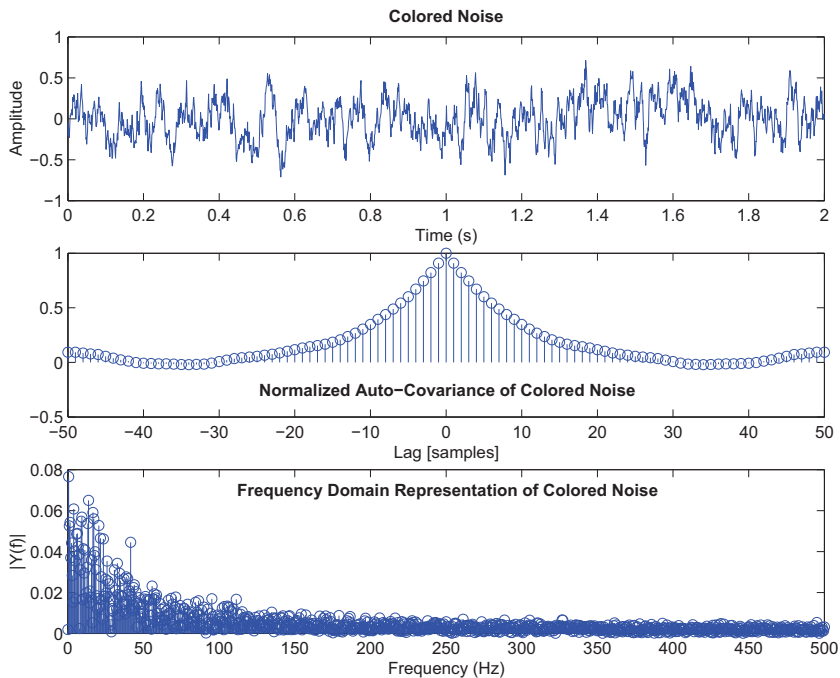 Colored Noise
Amplitude
1
0.5
0
−0.5
−1
0 0.2 0.4 0.6 0.8 1 1.2 1.4 1.6 1.8 2
Time (s)
1
0.5
0
−0.5
Normalized Auto−Covariance of Colored Noise
−50 −40 −30 −20 −10 0 10 20 30 40 50
Lag [samples]
Frequency Domain Representation of Colored Noise
|Y(f)|
0.08
0.06
0.04
0.02
0
0 50 100 150 200 250 300 350 400 450 500
Frequency (Hz)